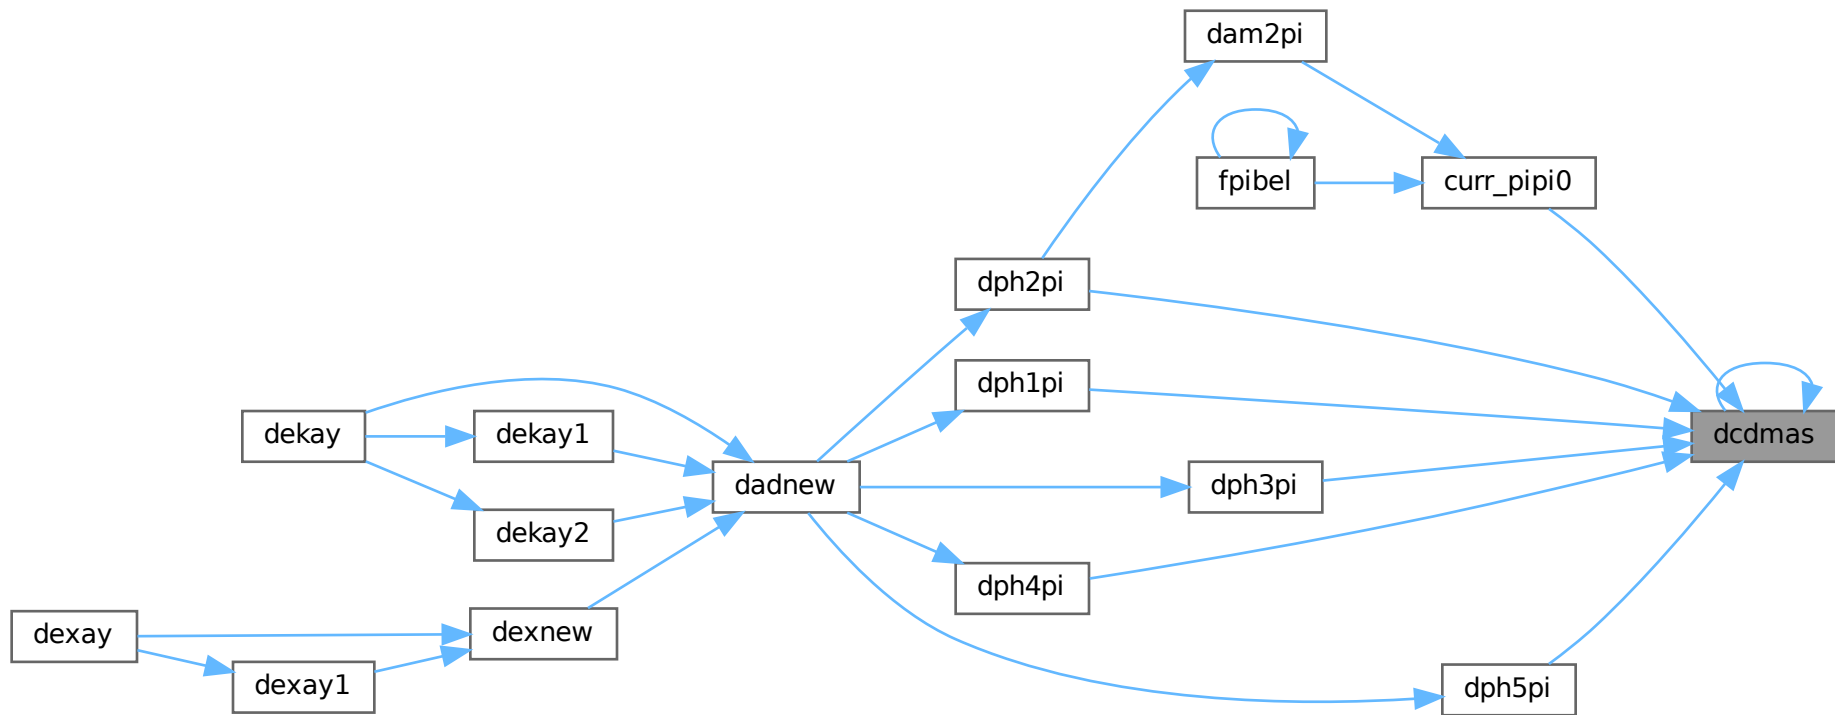 dam2pi
fpibel
curr_pipi0
dph2pi
dph1pi
dcdmas
dekay
dekay1
dadnew
dph3pi
dekay2
dph4pi
dexay
dexnew
dexay1
dph5pi